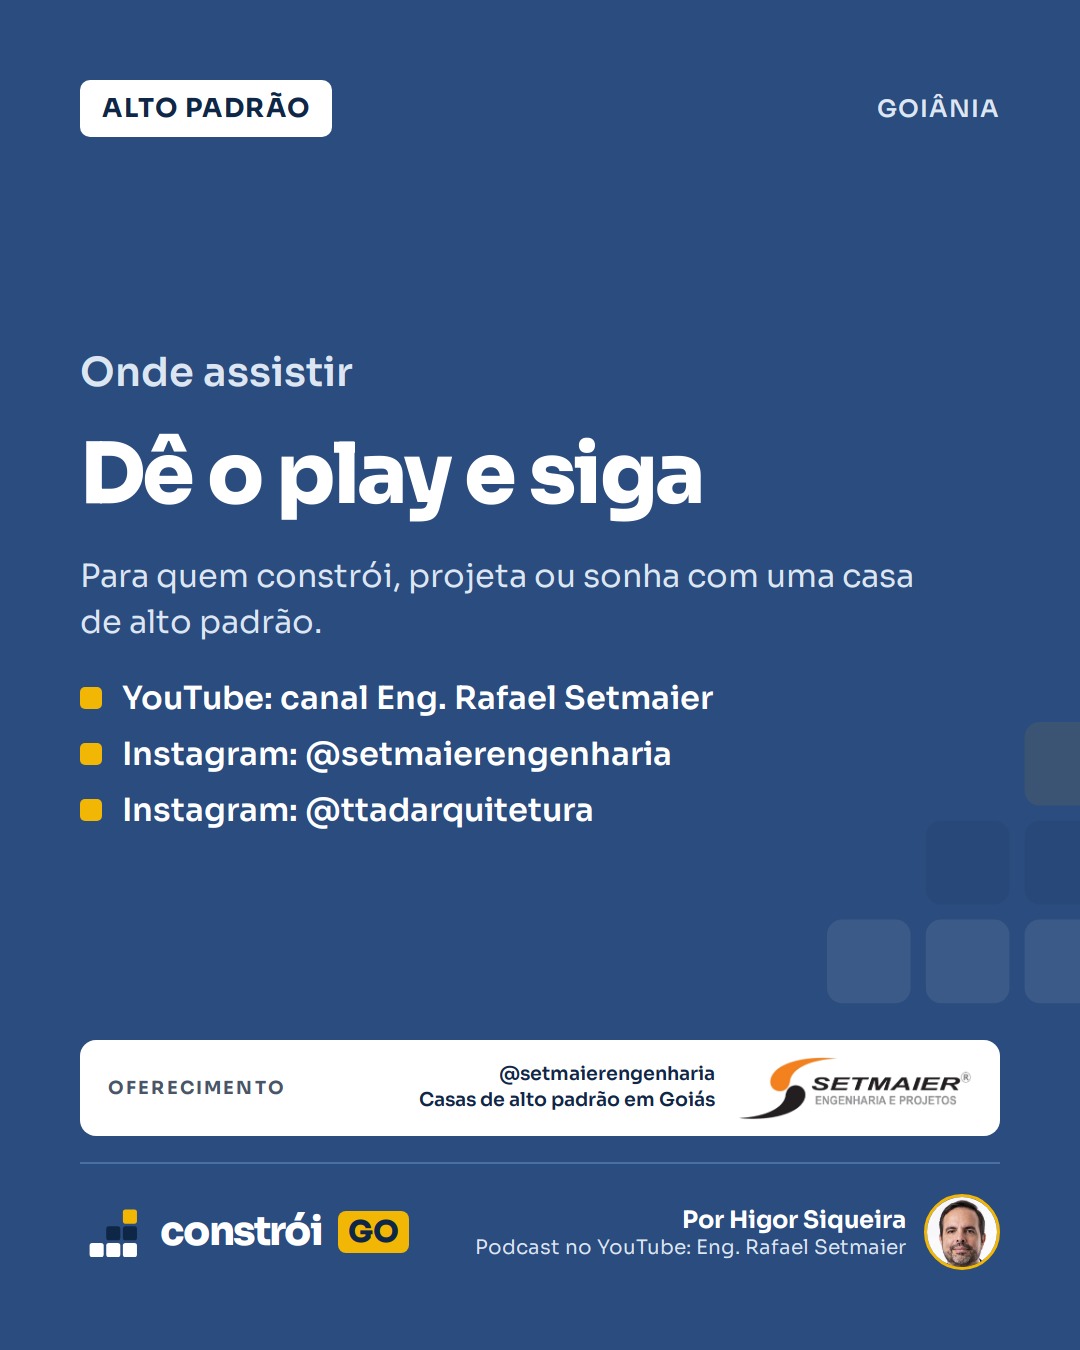 ALTO PADRÃO
GOIÂNIA
Onde assistir
Dê o play e siga
Para quem constrói, projeta ou sonha com uma casa
de alto padrão.
YouTube: canal Eng. Rafael Setmaier
Instagram: @setmaierengenharia
Instagram: @ttadarquitetura
OFERECIMENTO
@setmaierengenharia
Casas de alto padrão em Goiás
SETMAIER®
ENGENHARIA E PROJETOS
constrói GO
Por Higor Siqueira
Podcast no YouTube: Eng. Rafael Setmaier